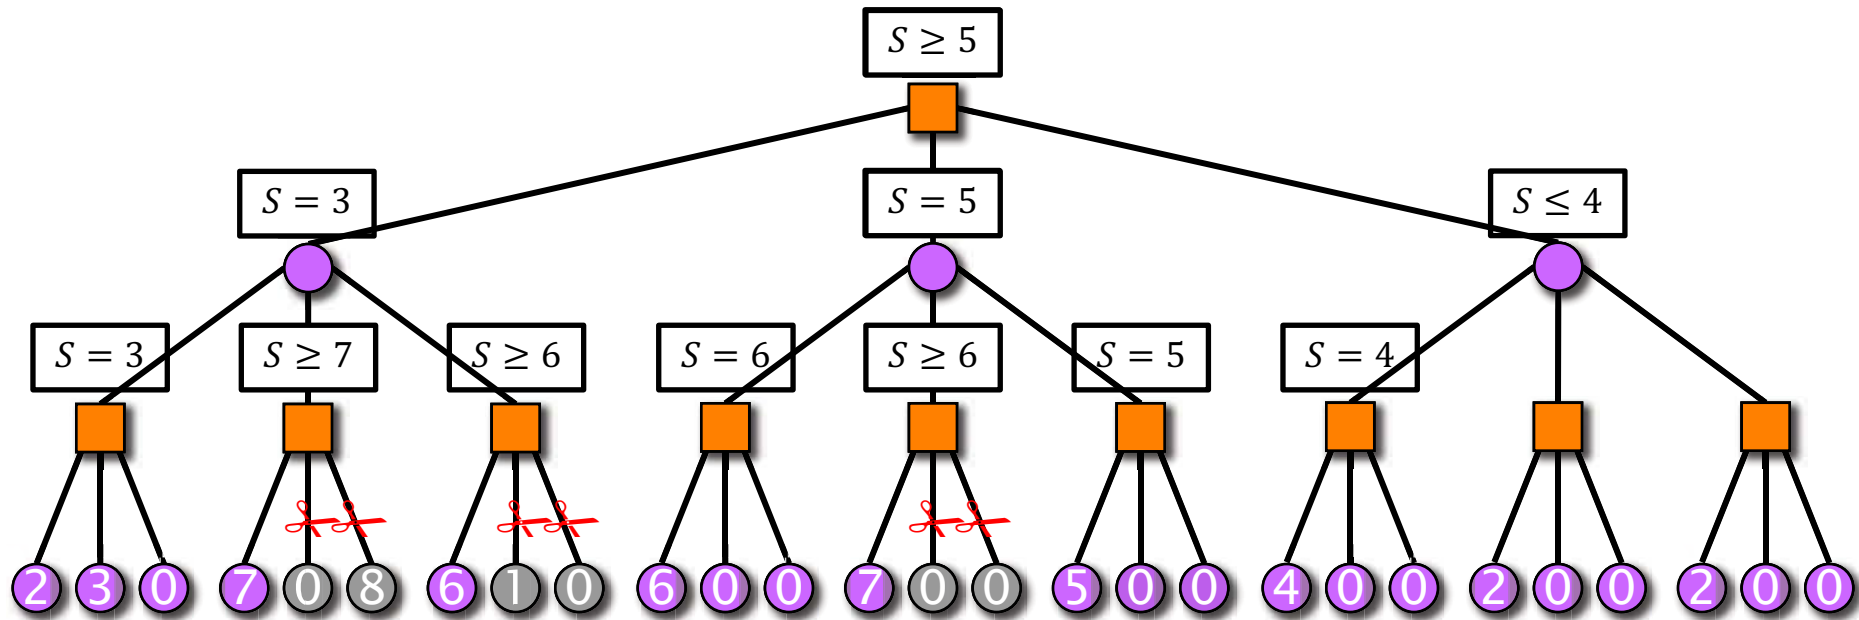 S ≥ 5
S = 3 S = 5 S ≤ 4
S = 3 S ≥ 7 S ≥ 6 S = 6 S ≥ 6 S = 5 S = 4
2 3 0 7 0 8 6 1 0 6 0 0 7 0 0 5 0 0 4 0 0 2 0 0 2 0 0